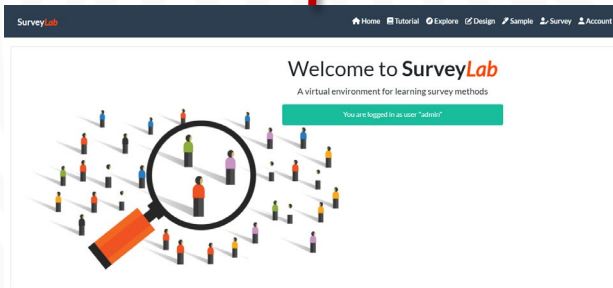 SurveyLab Home Tutorial Explore Design Sample Survey Account
Welcome to SurveyLab
A virtual environment for learning survey methods
You are logged in as user "admin"